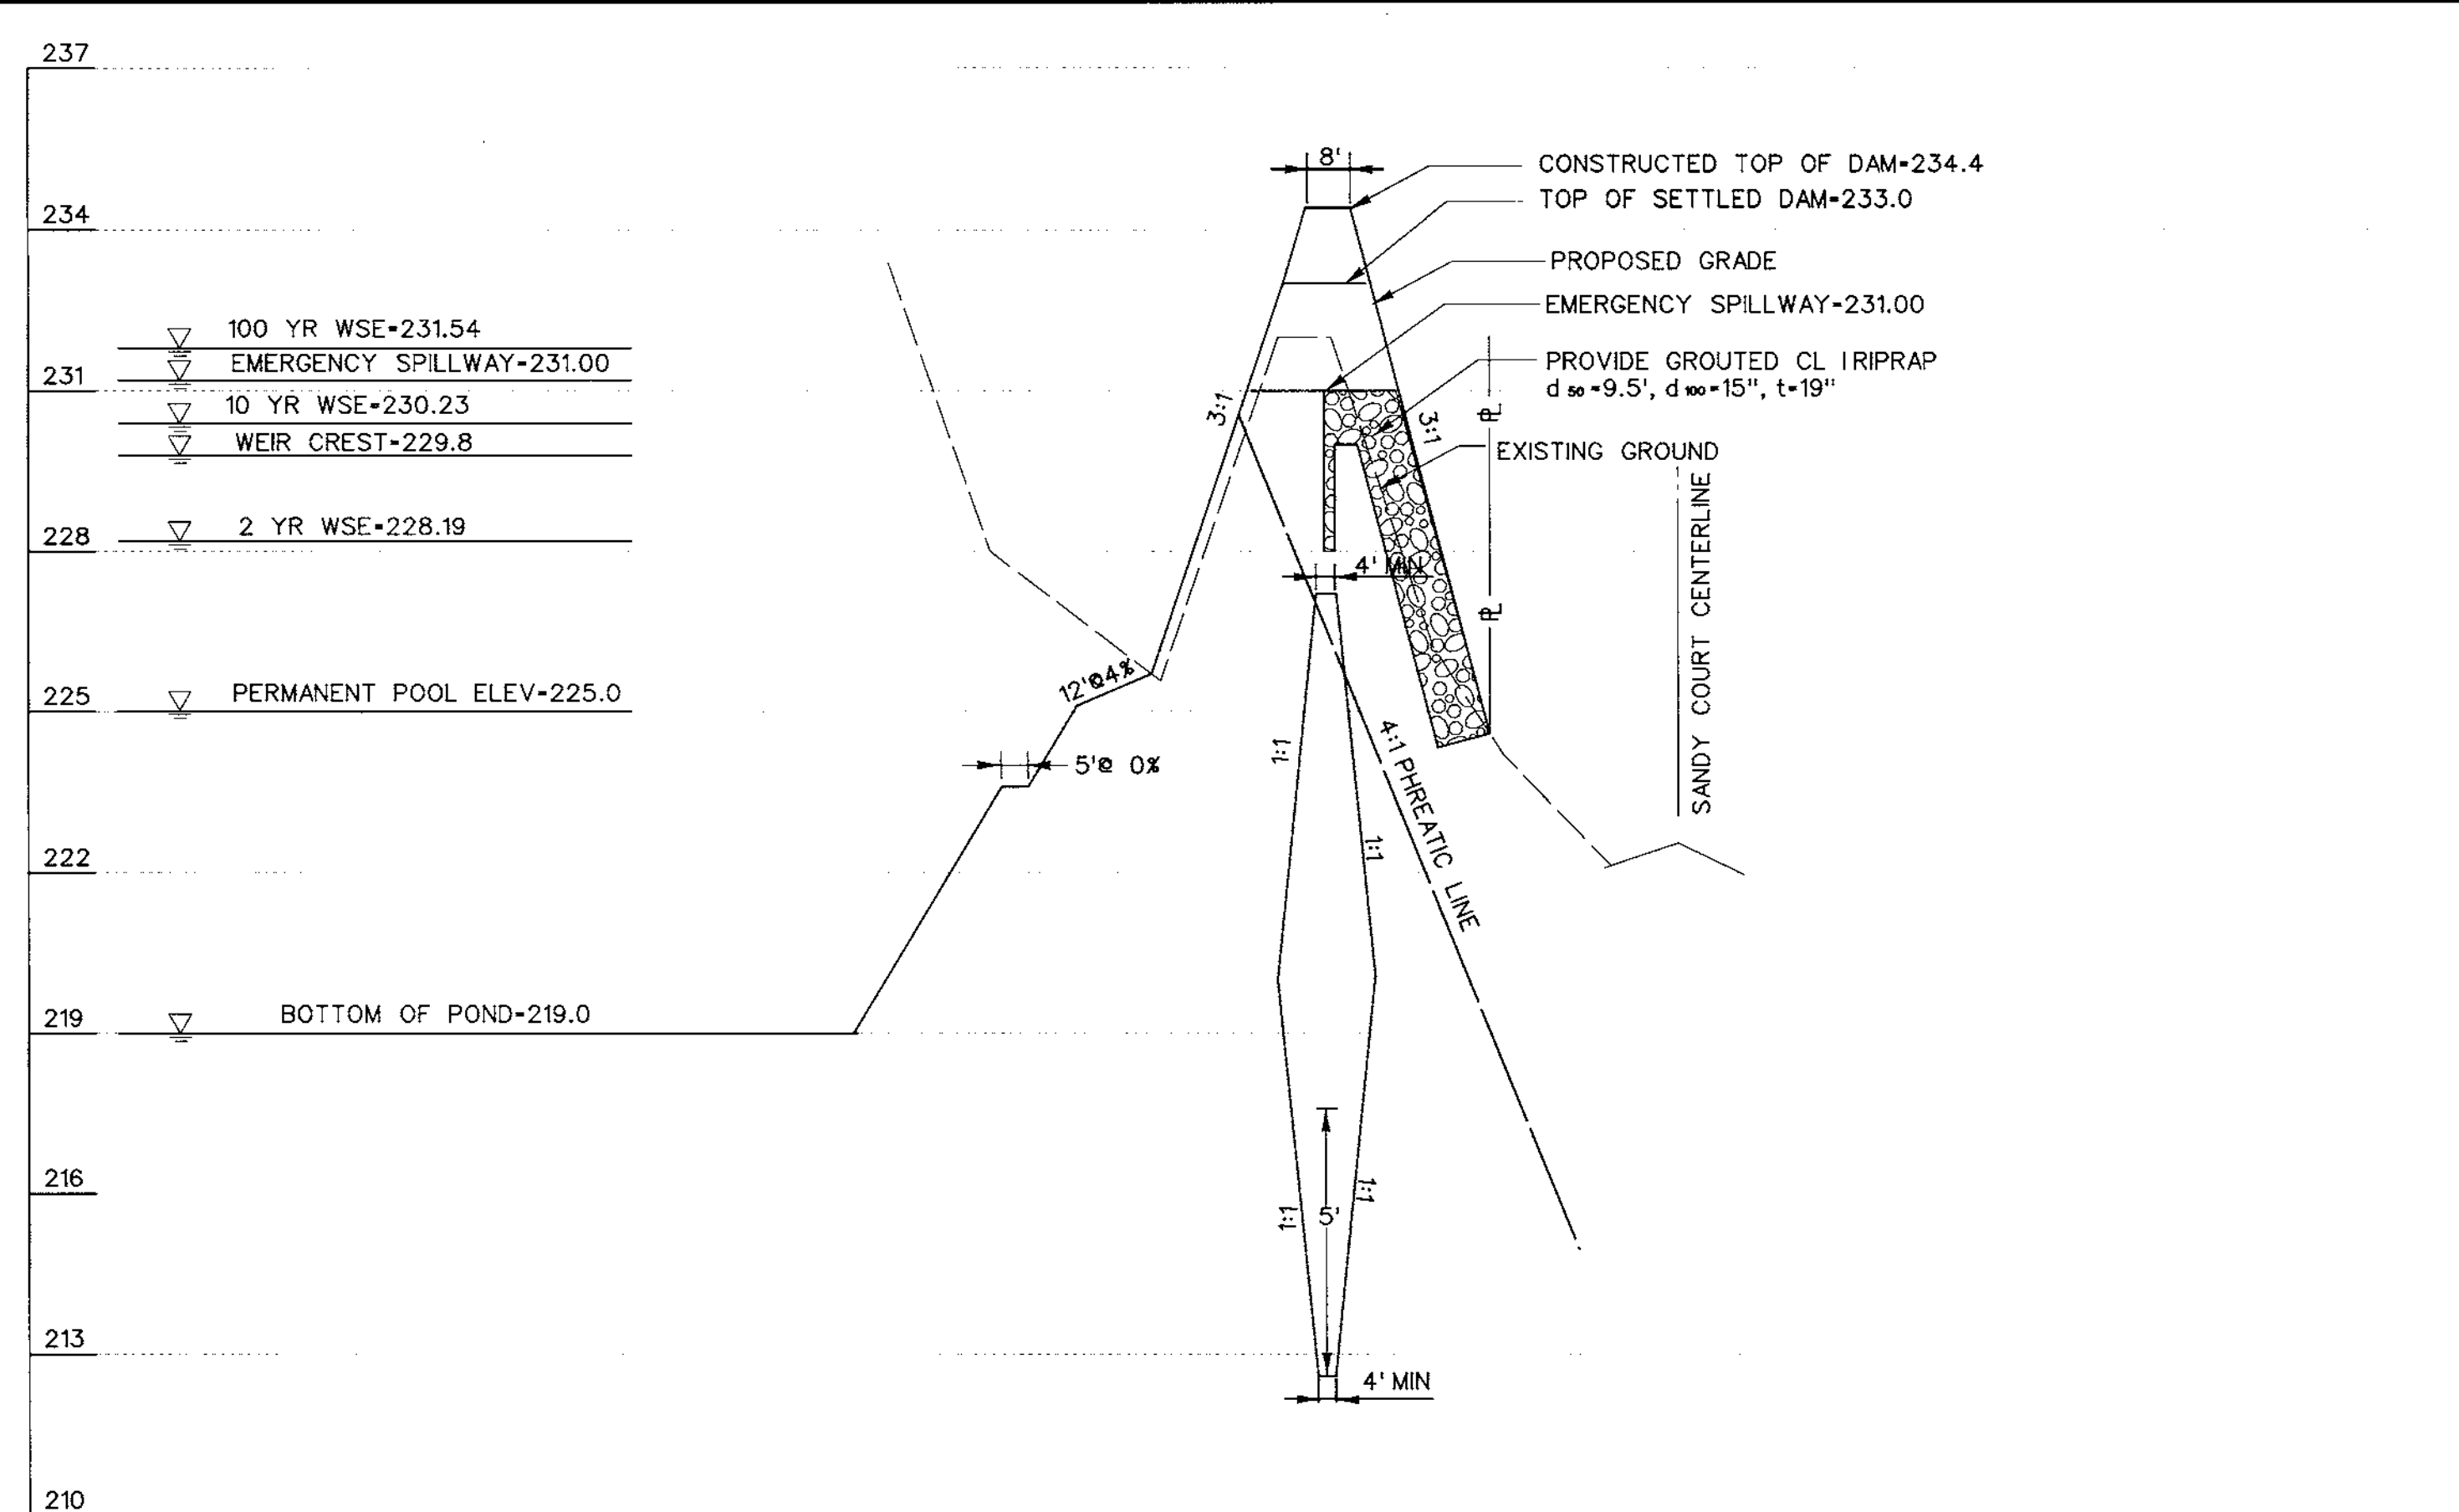 237
8'
CONSTRUCTED TOP OF DAM=234.4
234
TOP OF SETTLED DAM=233.0
PROPOSED GRADE
EMERGENCY SPILLWAY=231.00
100 YR WSE=231.54
EMERGENCY SPILLWAY=231.00
PROVIDE GROUTED CL I RIPRAP
d 50 =9.5', d 100 =15", t=19"
231
10 YR WSE=230.23
3:1
3:1
PL
WEIR CREST=229.8
EXISTING GROUND
2 YR WSE=228.19
228
4' MIN
PL
SANDY COURT CENTERLINE
12'@4%
225
PERMANENT POOL ELEV=225.0
1:1
4:1 PHREATIC LINE
5'@ 0%
222
1:1
219
BOTTOM OF POND=219.0
216
1:1
5'
1:1
213
4' MIN
210